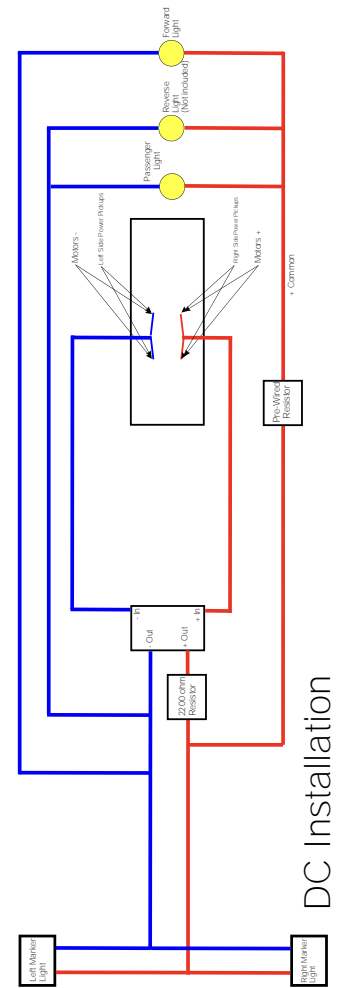 DC Installation
Left Marker
Light
Right Marker
Light
2200 ohm
Resistor
- Out
+ Out
- In
+ In
Pre-Wired
Resistor
+ Common
Motors -
Left Side Power Pickups
Right Side Power Pickups
Motors +
Passenger
Light
Reverse
Light
(Not included)
Forward
Light